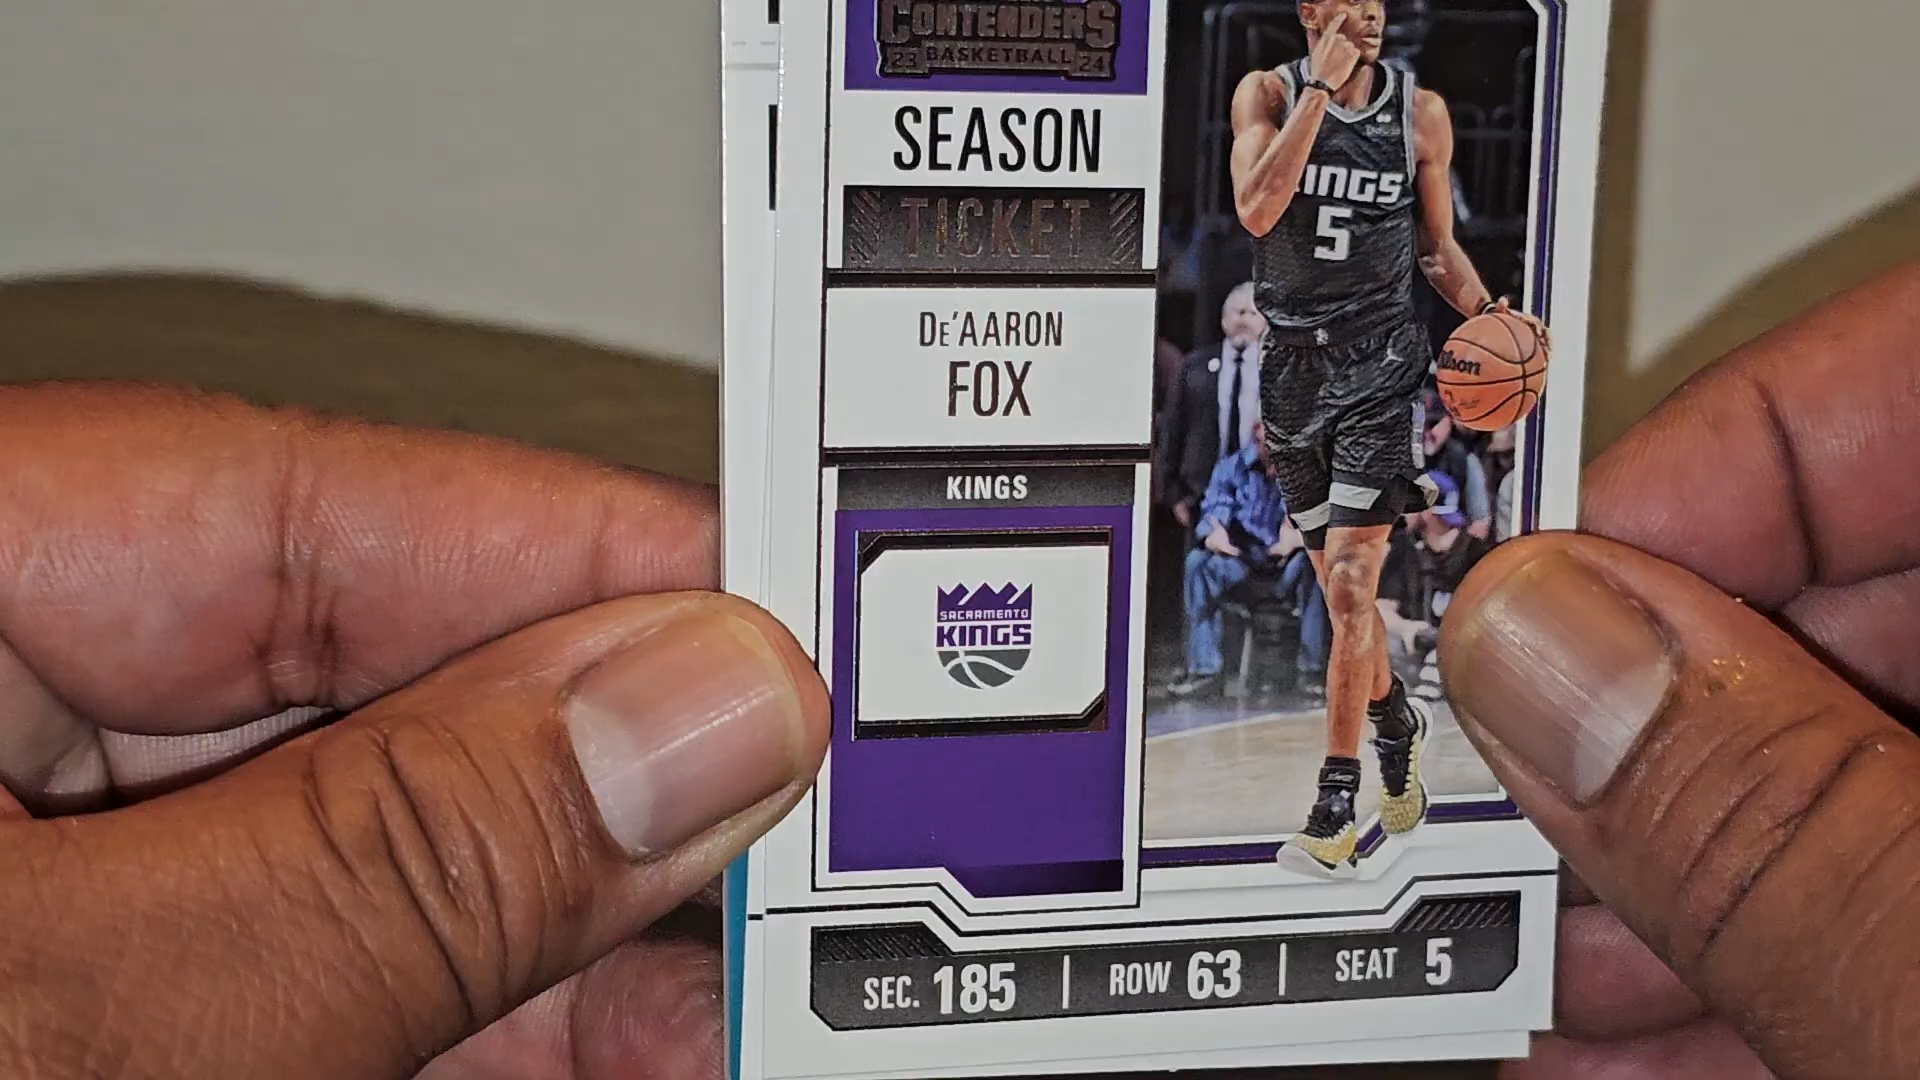 CONTENDERS
23 BASKETBALL 24
SEASON
TICKET
DE'AARON
FOX
KINGS
SACRAMENTO
KINGS
SEC. 185 | ROW 63 | SEAT 5
KINGS
5
Wilson